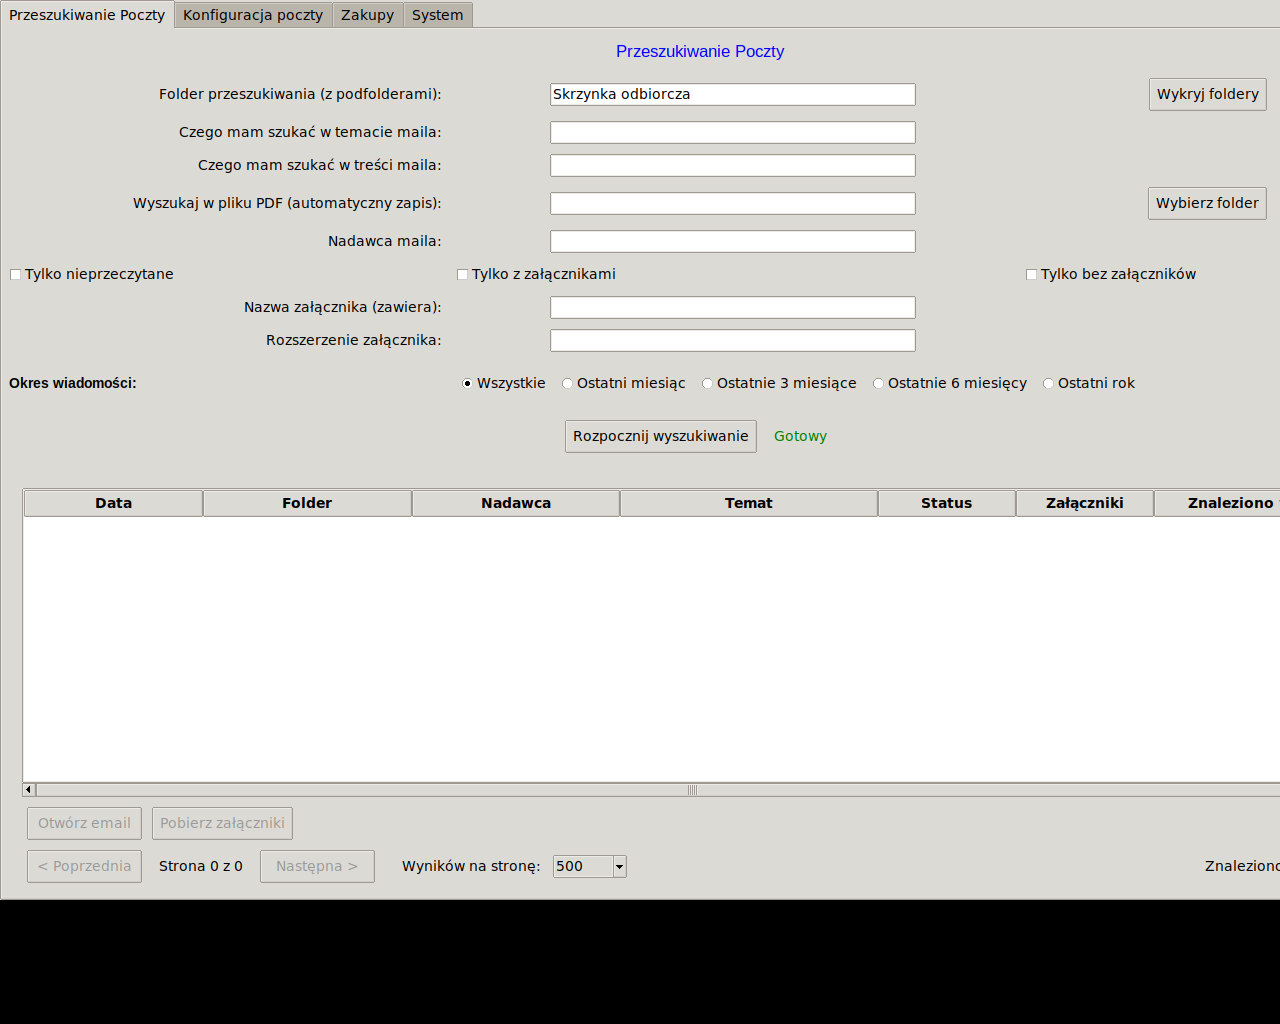 Przeszukiwanie Poczty Konfiguracja poczty Zakupy System
Przeszukiwanie Poczty
Folder przeszukiwania (z podfolderami): Skrzynka odbiorcza Wykryj foldery
Czego mam szukać w temacie maila:
Czego mam szukać w treści maila:
Wyszukaj w pliku PDF (automatyczny zapis): Wybierz folder
Nadawca maila:
Tylko nieprzeczytane Tylko z załącznikami Tylko bez załączników
Nazwa załącznika (zawiera):
Rozszerzenie załącznika:
Okres wiadomości: Wszystkie Ostatni miesiąc Ostatnie 3 miesiące Ostatnie 6 miesięcy Ostatni rok
Rozpocznij wyszukiwanie Gotowy
Data Folder Nadawca Temat Status Załączniki Znaleziono
Otwórz email Pobierz załączniki
< Poprzednia Strona 0 z 0 Następna > Wyników na stronę: 500 Znaleziono